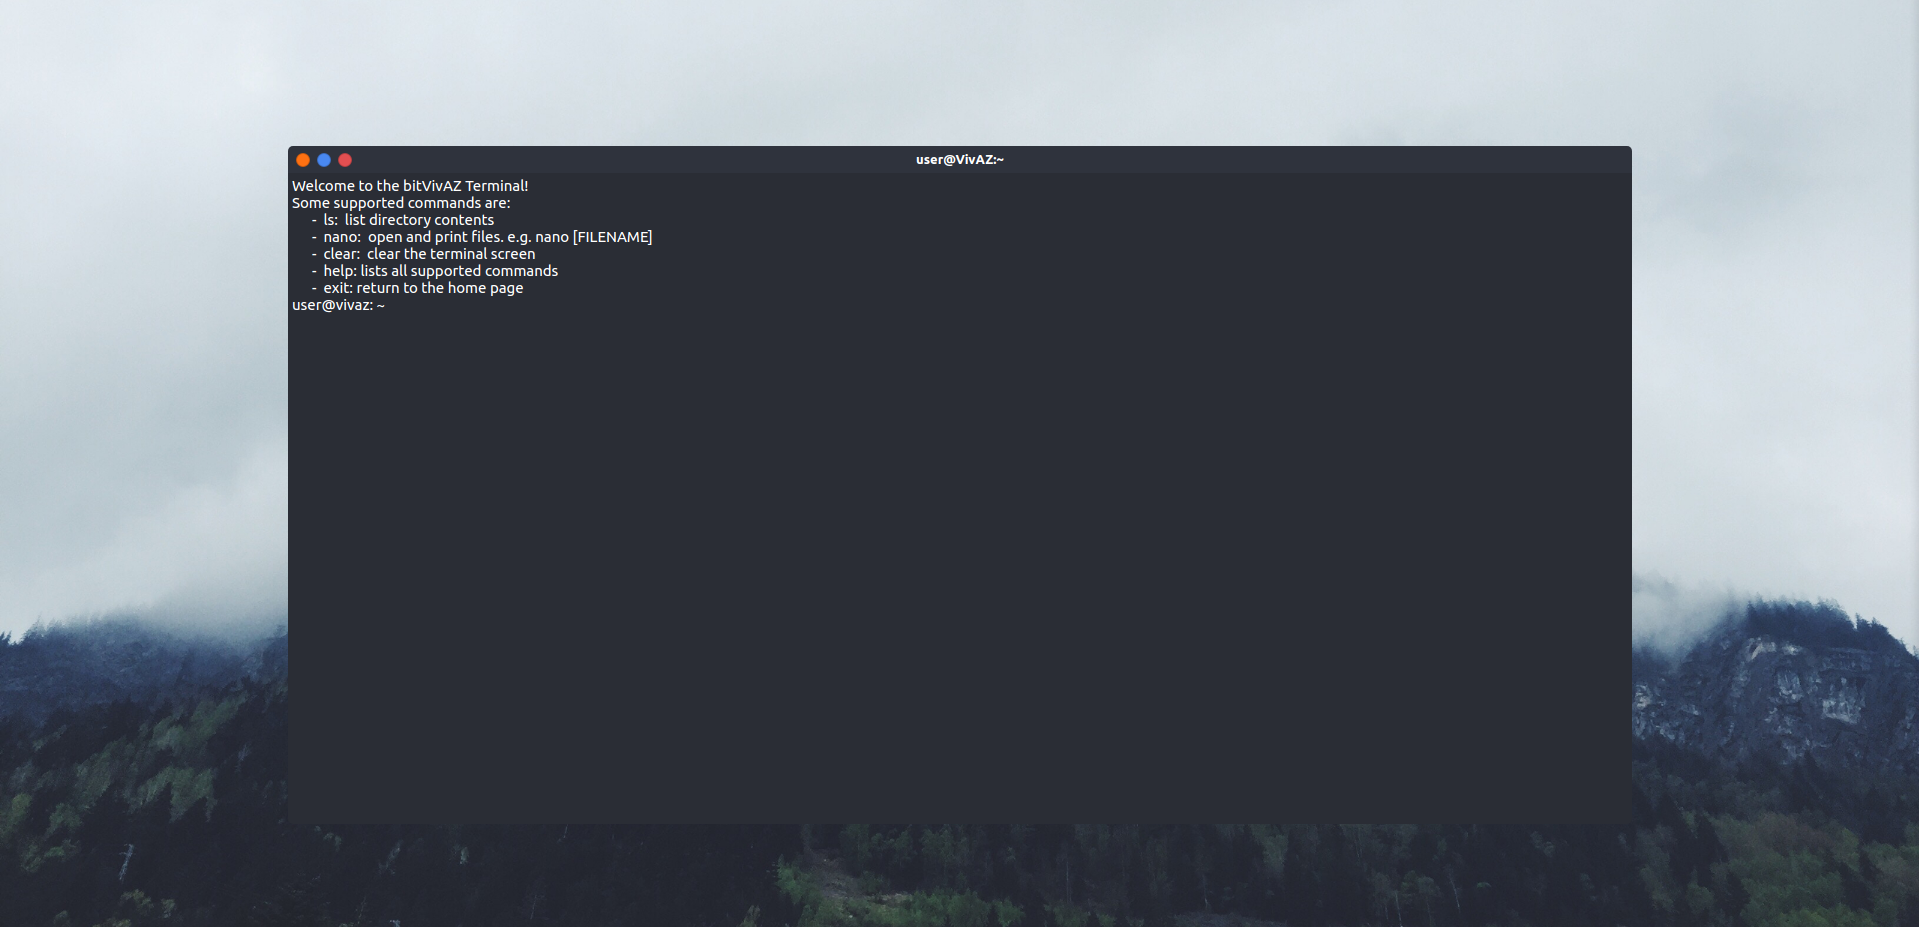 user@VivAZ:~
Welcome to the bitVivAZ Terminal!
Some supported commands are:
- ls:  list directory contents
- nano:  open and print files. e.g. nano [FILENAME]
- clear:  clear the terminal screen
- help: lists all supported commands
- exit: return to the home page
user@vivaz: ~